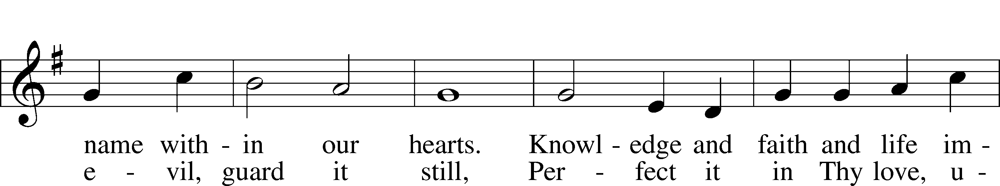 name with - in our hearts. Knowl - edge and faith and life im -
e - vil, guard it still, Per - fect it in Thy love, u -